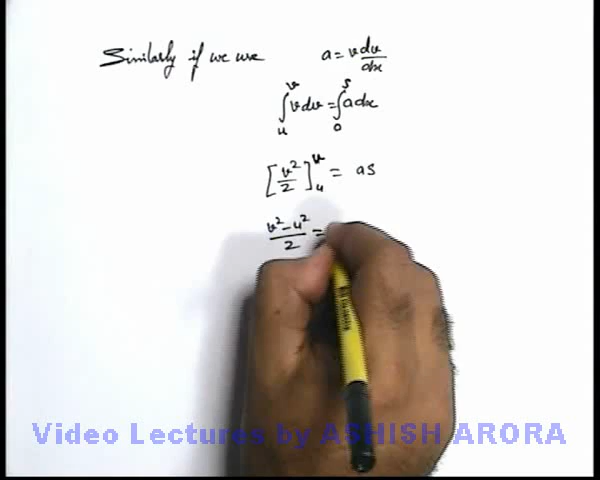 Similarly if we use a = v dv/dx
∫_u^v v dv = ∫_0^s a dx
[v²/2]_u^v = as
(v² - u²)/2 =
Video Lectures by ASHISH ARORA